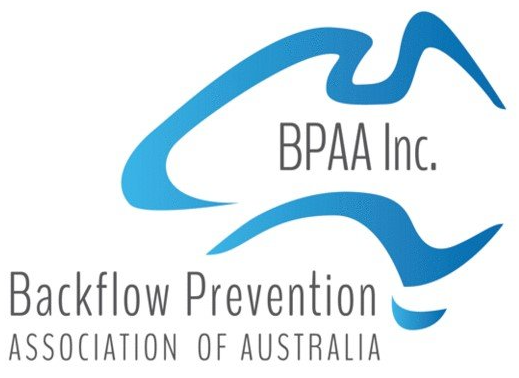 BPAA Inc.
Backflow Prevention
ASSOCIATION OF AUSTRALIA